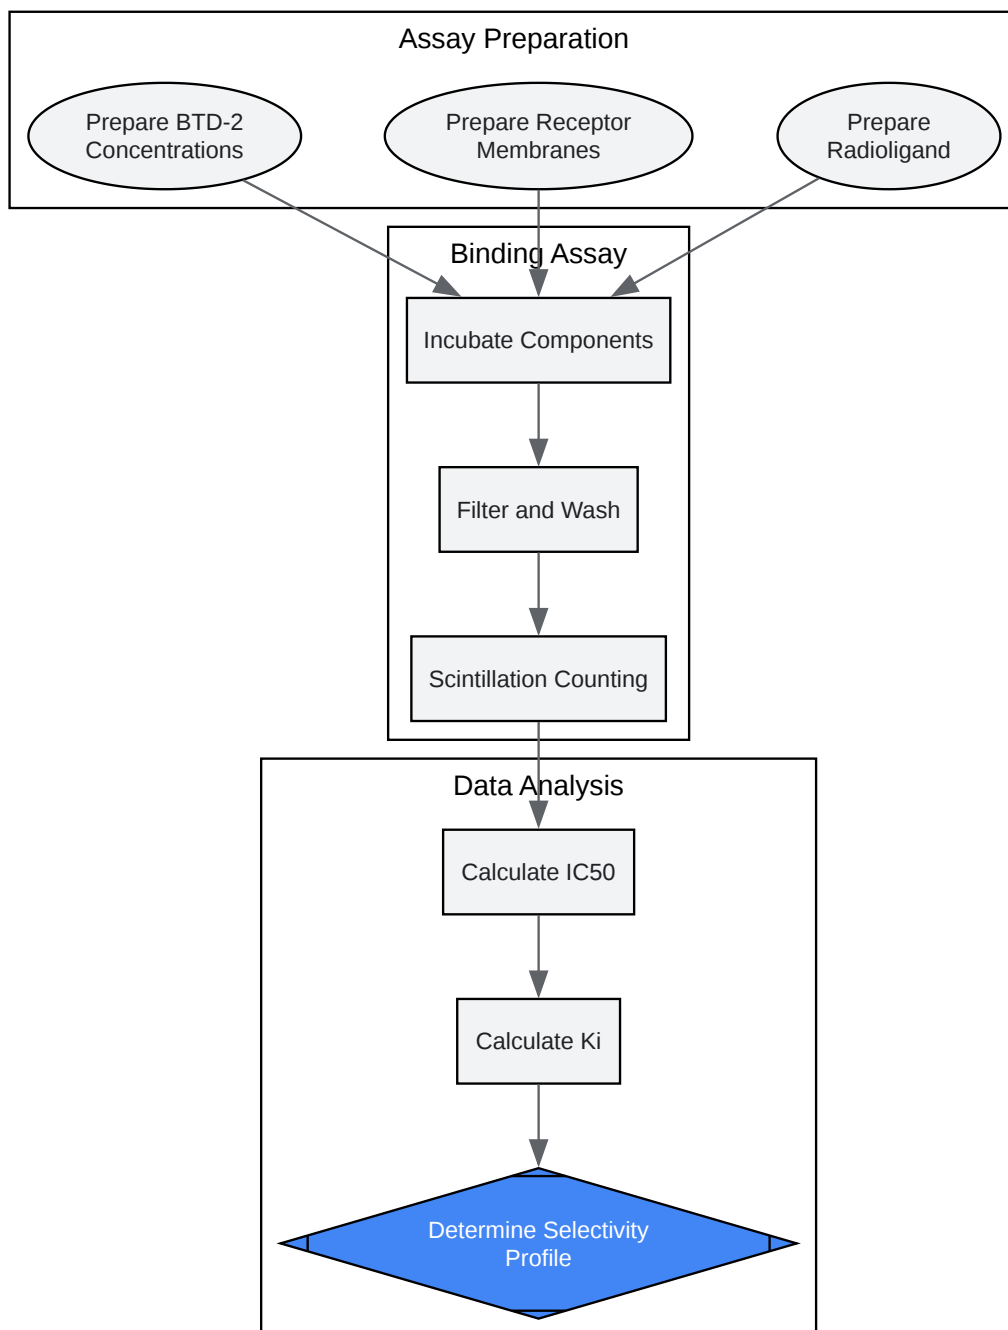 Assay Preparation
Prepare BTD-2
Concentrations
Prepare Receptor
Membranes
Prepare
Radioligand
Binding Assay
Incubate Components
Filter and Wash
Scintillation Counting
Data Analysis
Calculate IC50
Calculate Ki
Determine Selectivity
Profile